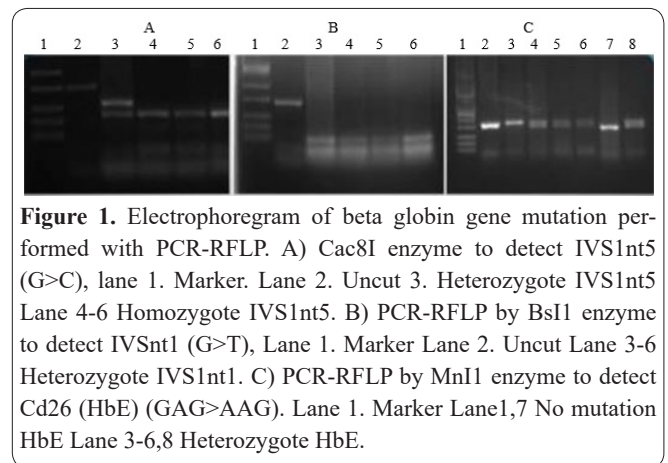 A B C
1 2 3 4 5 6 1 2 3 4 5 6 1 2 3 4 5 6 7 8
Figure 1. Electrophoregram of beta globin gene mutation per-
formed with PCR-RFLP. A) Cac8I enzyme to detect IVS1nt5
(G>C), lane 1. Marker. Lane 2. Uncut 3. Heterozygote IVS1nt5
Lane 4-6 Homozygote IVS1nt5. B) PCR-RFLP by BsI1 enzyme
to detect IVSnt1 (G>T), Lane 1. Marker Lane 2. Uncut Lane 3-6
Heterozygote IVS1nt1. C) PCR-RFLP by MnI1 enzyme to detect
Cd26 (HbE) (GAG>AAG). Lane 1. Marker Lane1,7 No mutation
HbE Lane 3-6,8 Heterozygote HbE.